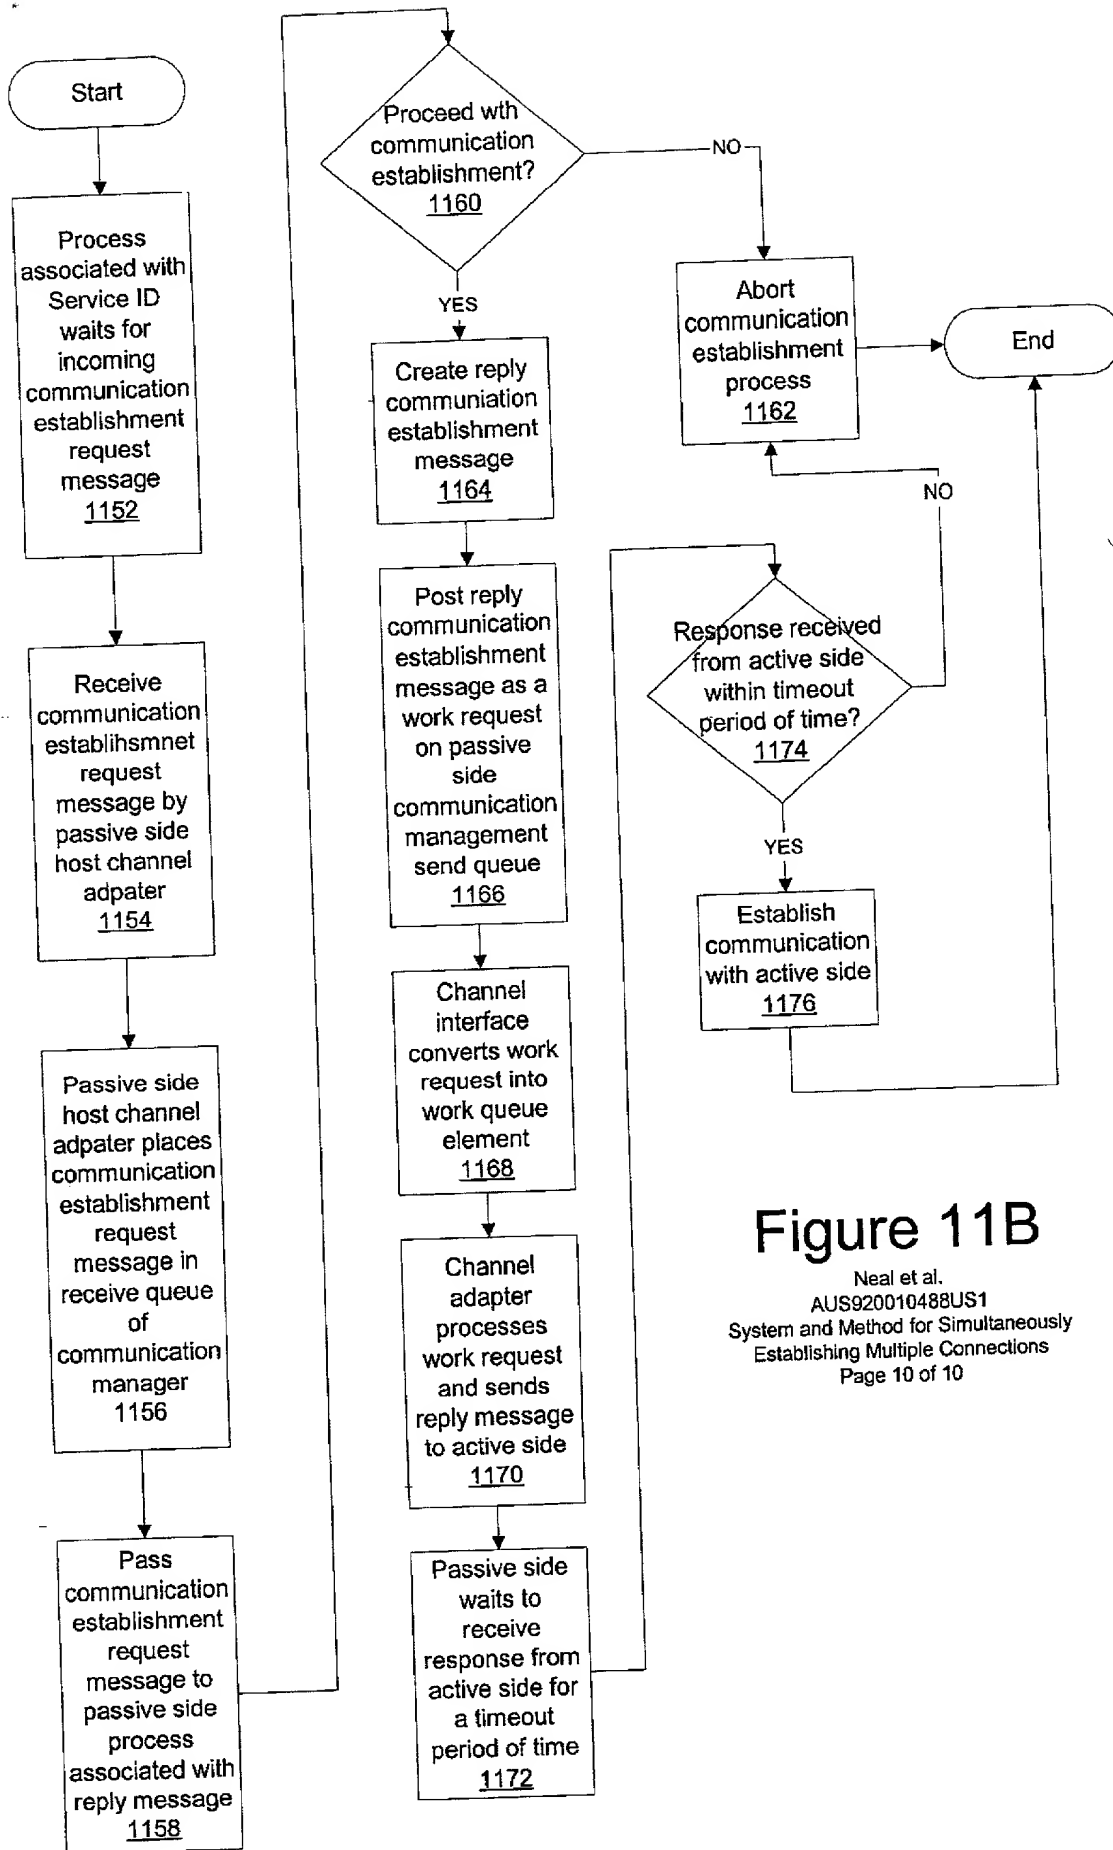 Start
Process
associated with
Service ID
waits for
incoming
communication
establishment
request
message
1152
Receive
communication
establihsmnet
request
message by
passive side
host channel
adpater
1154
Passive side
host channel
adpater places
communication
establishment
request
message in
receive queue
of
communication
manager
1156
Pass
communication
establishment
request
message to
passive side
process
associated with
reply message
1158
Proceed wth
communication
establishment?
1160
NO
YES
Create reply
communiation
establishment
message
1164
Post reply
communication
establishment
message as a
work request
on passive
side
communication
management
send queue
1166
Channel
interface
converts work
request into
work queue
element
1168
Channel
adapter
processes
work request
and sends
reply message
to active side
1170
Passive side
waits to
receive
response from
active side for
a timeout
period of time
1172
Abort
communication
establishment
process
1162
End
NO
Response received
from active side
within timeout
period of time?
1174
YES
Establish
communication
with active side
1176
Figure 11B
Neal et al.
AUS920010488US1
System and Method for Simultaneously
Establishing Multiple Connections
Page 10 of 10